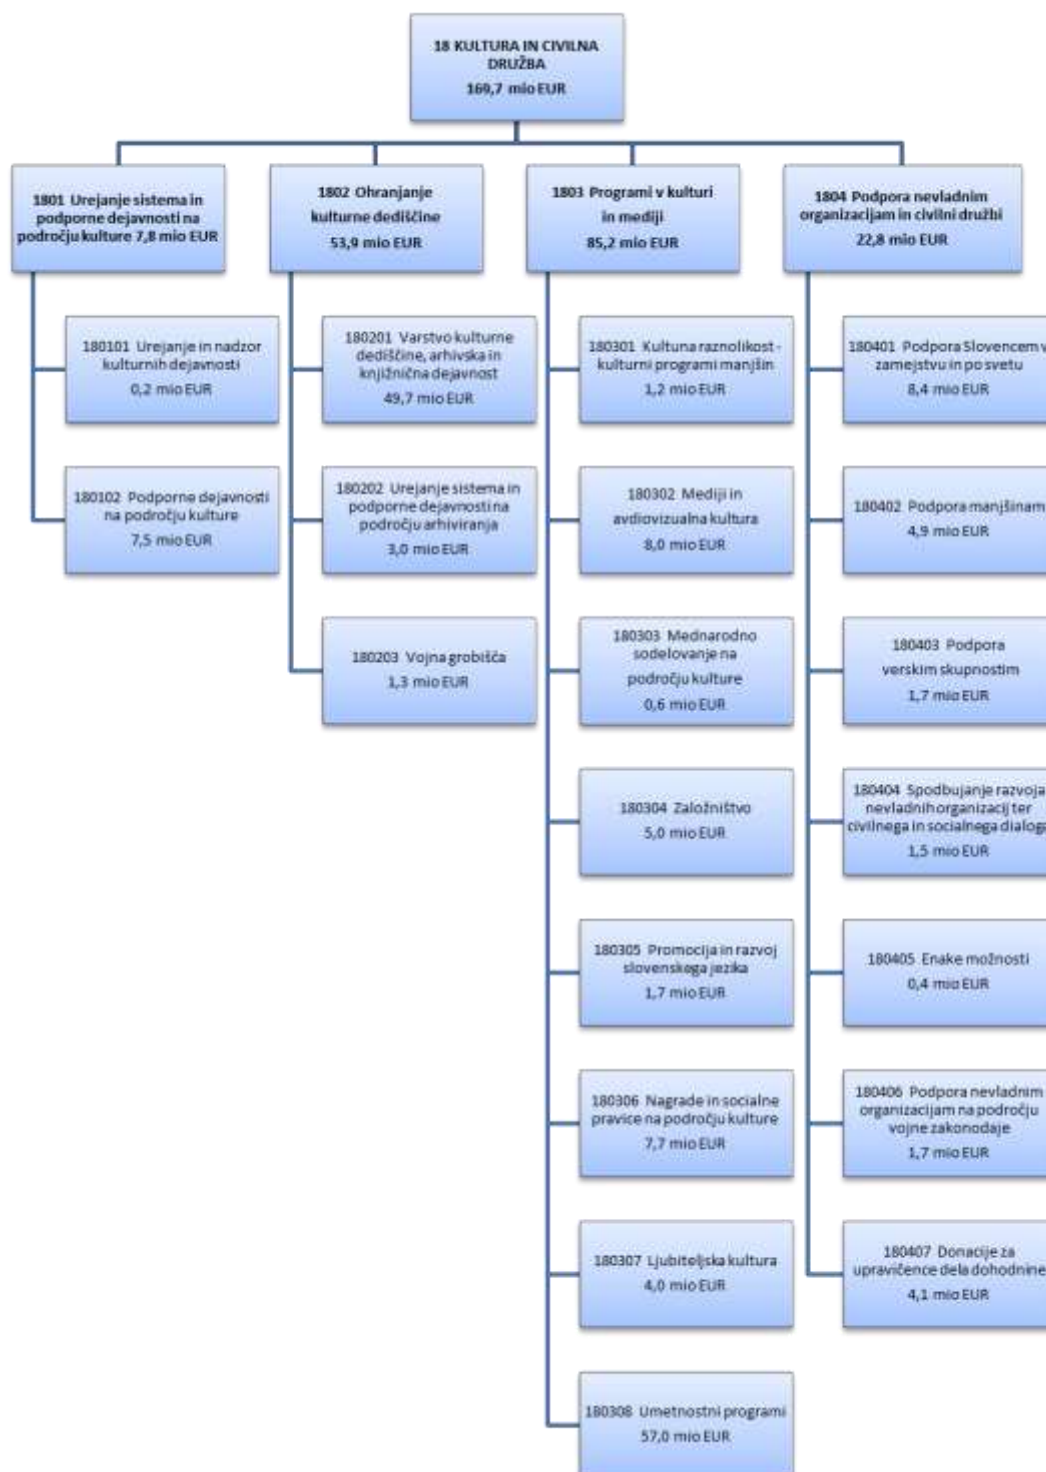 18 KULTURA IN CIVILNA
DRUŽBA
169,7 mio EUR
1801 Urejanje sistema in
podporne dejavnosti na
področju kulture 7,8 mio EUR
1802 Ohranjanje
kulturne dediščine
53,9 mio EUR
1803 Programi v kulturi
in mediji
85,2 mio EUR
1804 Podpora nevladnim
organizacijam in civilni družbi
22,8 mio EUR
180101 Urejanje in nadzor
kulturnih dejavnosti
0,2 mio EUR
180102 Podporne dejavnosti
na področju kulture
7,5 mio EUR
180201 Varstvo kulturne
dediščine, arhivska in
knjižnična dejavnost
49,7 mio EUR
180202 Urejanje sistema in
podporne dejavnosti na
področju arhiviranja
3,0 mio EUR
180203 Vojna grobišča
1,3 mio EUR
180301 Kultuna raznolikost -
kulturni programi manjšin
1,2 mio EUR
180302 Mediji in
avdiovizualna kultura
8,0 mio EUR
180303 Mednarodno
sodelovanje na
področju kulture
0,6 mio EUR
180304 Založništvo
5,0 mio EUR
180305 Promocija in razvoj
slovenskega jezika
1,7 mio EUR
180306 Nagrade in socialne
pravice na področju kulture
7,7 mio EUR
180307 Ljubiteljska kultura
4,0 mio EUR
180308 Umetnostni programi
57,0 mio EUR
180401 Podpora Slovencem v
zamejstvu in po svetu
8,4 mio EUR
180402 Podpora manjšinam
4,9 mio EUR
180403 Podpora
verskim skupnostim
1,7 mio EUR
180404 Spodbujanje razvoja
nevladnih organizacij ter
civilnega in socialnega dialoga
1,5 mio EUR
180405 Enake možnosti
0,4 mio EUR
180406 Podpora nevladnim
organizacijam na področju
vojne zakonodaje
1,7 mio EUR
180407 Donacije za
upravičence dela dohodnine
4,1 mio EUR